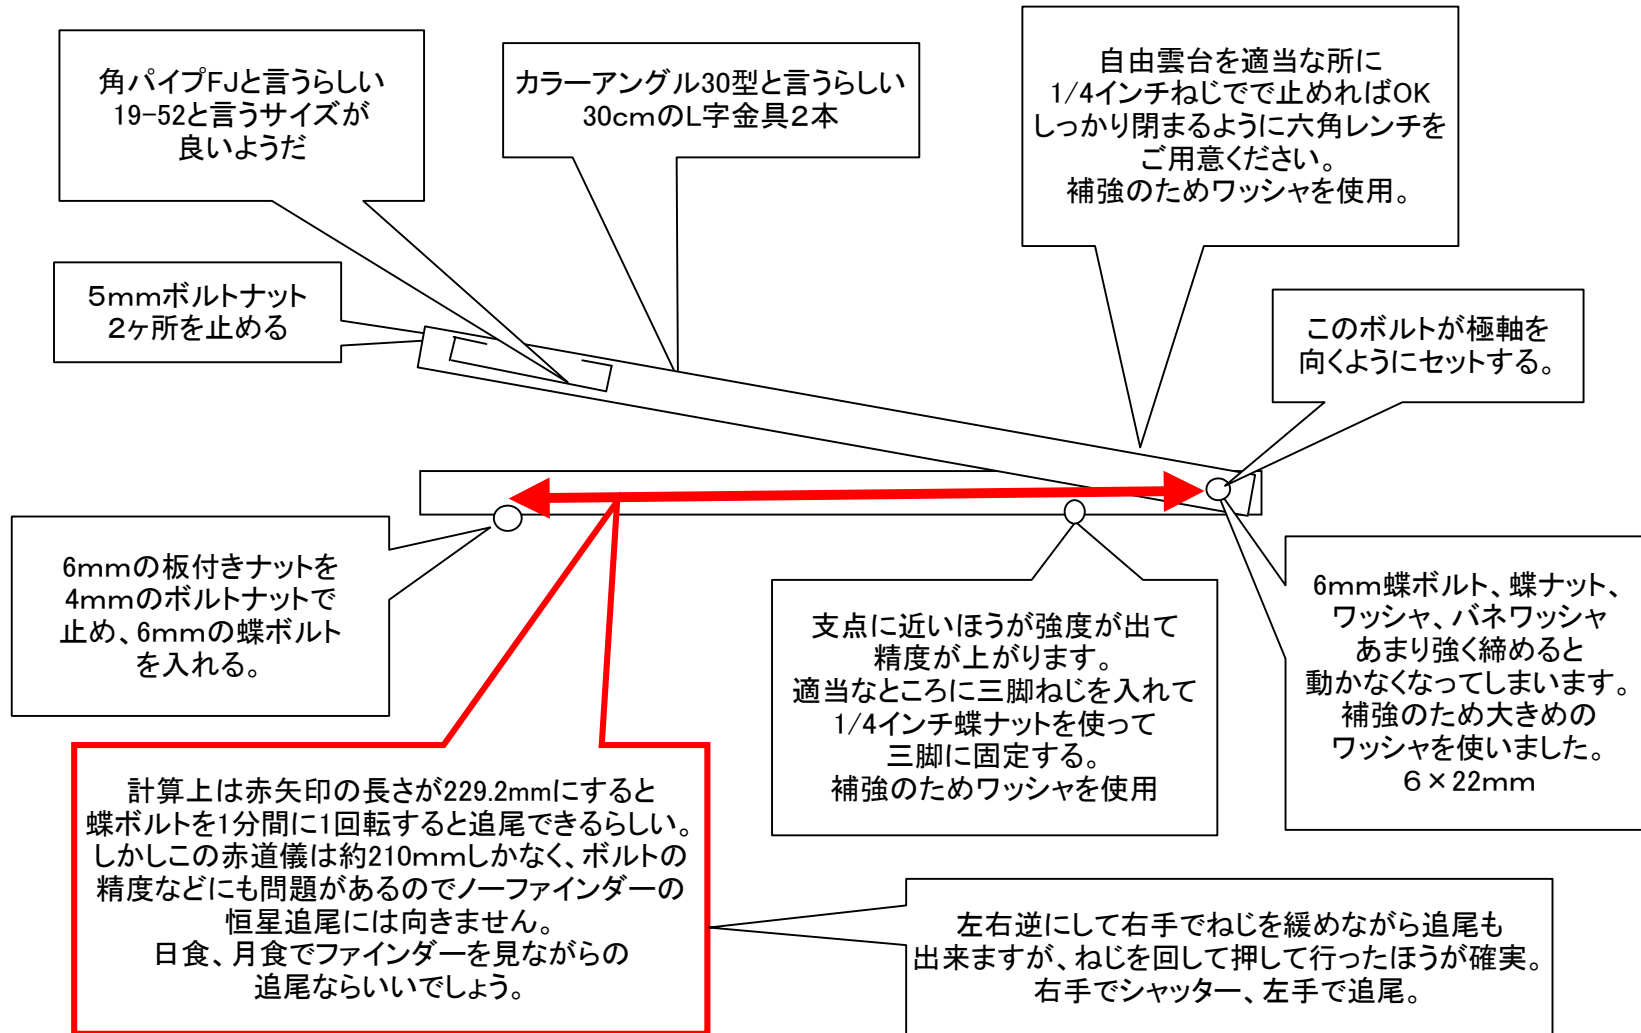 角パイプFJと言うらしい
19-52と言うサイズが
良いようだ
カラーアングル30型と言うらしい
30cmのL字金具2本
自由雲台を適当な所に
1/4インチねじでで止めればOK
しっかり閉まるように六角レンチを
ご用意ください。
補強のためワッシャを使用。
5mmボルトナット
2ヶ所を止める
このボルトが極軸を
向くようにセットする。
6mmの板付きナットを
4mmのボルトナットで
止め、6mmの蝶ボルト
を入れる。
支点に近いほうが強度が出て
精度が上がります。
適当なところに三脚ねじを入れて
1/4インチ蝶ナットを使って
三脚に固定する。
補強のためワッシャを使用
6mm蝶ボルト、蝶ナット、
ワッシャ、バネワッシャ
あまり強く締めると
動かなくなってしまいます。
補強のため大きめの
ワッシャを使いました。
6×22mm
計算上は赤矢印の長さが229.2mmにすると
蝶ボルトを1分間に1回転すると追尾できるらしい。
しかしこの赤道儀は約210mmしかなく、ボルトの
精度などにも問題があるのでノーファインダーの
恒星追尾には向きません。
日食、月食でファインダーを見ながらの
追尾ならいいでしょう。
左右逆にして右手でねじを緩めながら追尾も
出来ますが、ねじを回して押して行ったほうが確実。
右手でシャッター、左手で追尾。